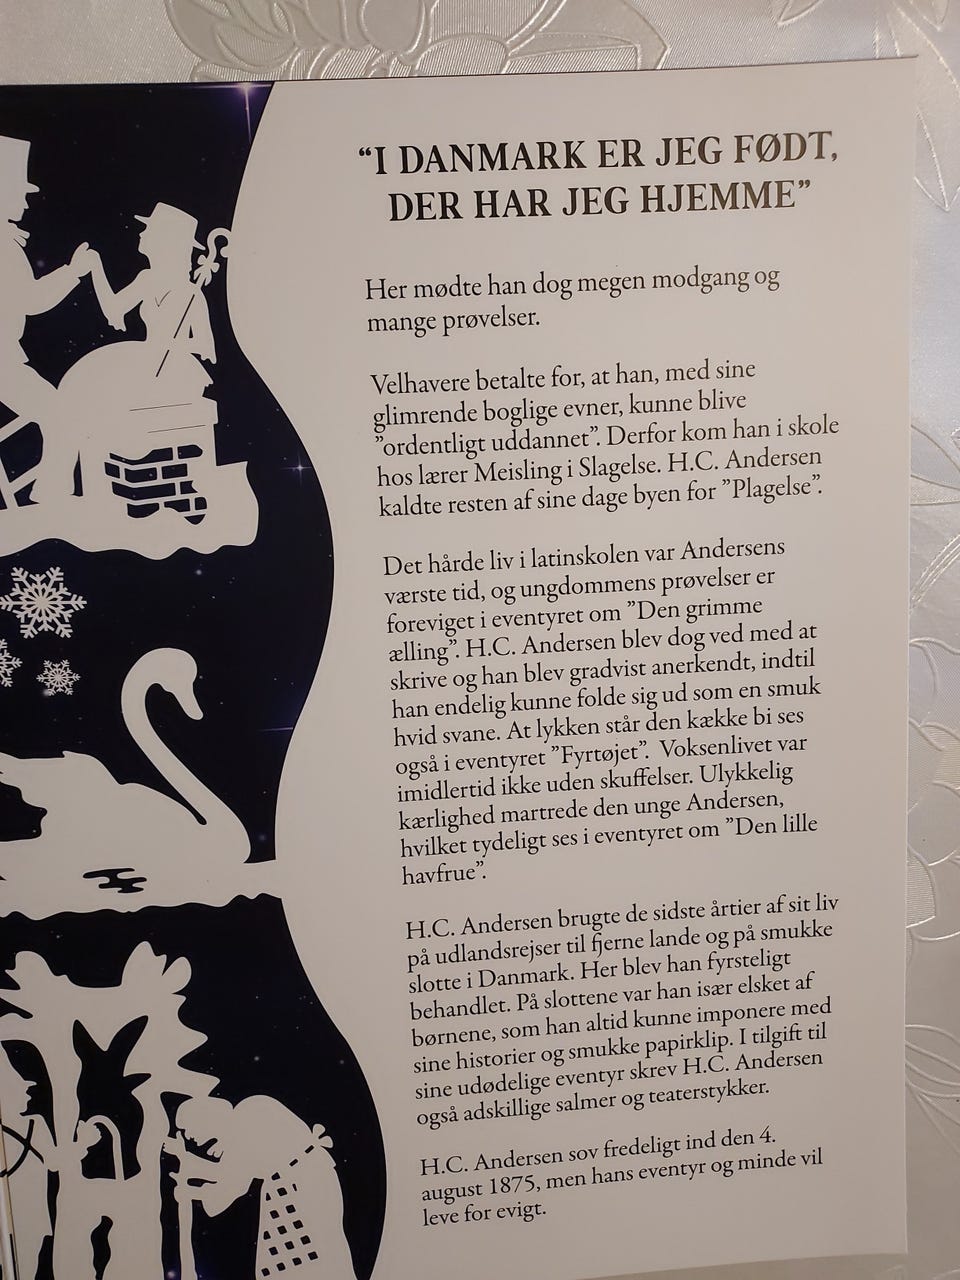 “I DANMARK ER JEG FØDT,
DER HAR JEG HJEMME”
Her mødte han dog megen modgang og
mange prøvelser.
Velhavere betalte for, at han, med sine
glimrende boglige evner, kunne blive
”ordentligt uddannet”. Derfor kom han i skole
hos lærer Meisling i Slagelse. H.C. Andersen
kaldte resten af sine dage byen for ”Plagelse”.
Det hårde liv i latinskolen var Andersens
værste tid, og ungdommens prøvelser er
foreviget i eventyret om ”Den grimme
ælling”. H.C. Andersen blev dog ved med at
skrive og han blev gradvist anerkendt, indtil
han endelig kunne folde sig ud som en smuk
hvid svane. At lykken står den kække bi ses
også i eventyret ”Fyrtøjet”. Voksenlivet var
imidlertid ikke uden skuffelser. Ulykkelig
kærlighed martrede den unge Andersen,
hvilket tydeligt ses i eventyret om ”Den lille
havfrue”.
H.C. Andersen brugte de sidste årtier af sit liv
på udlandsrejser til fjerne lande og på smukke
slotte i Danmark. Her blev han fyrsteligt
behandlet. På slottene var han især elsket af
børnene, som han altid kunne imponere med
sine historier og smukke papirklip. I tilgift til
sine udødelige eventyr skrev H.C. Andersen
også adskillige salmer og teaterstykker.
H.C. Andersen sov fredeligt ind den 4.
august 1875, men hans eventyr og minde vil
leve for evigt.